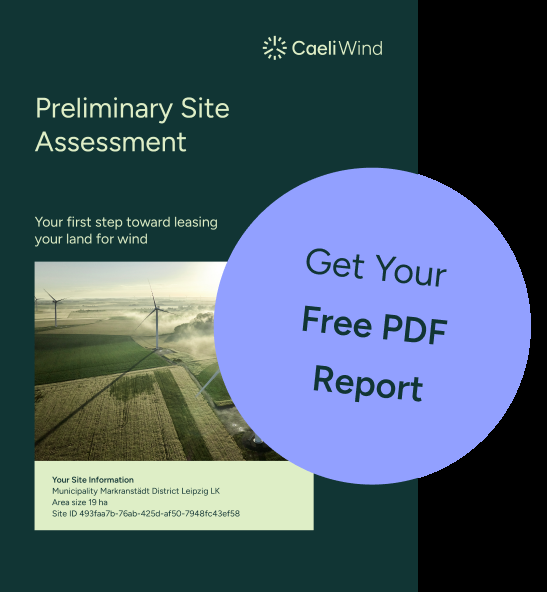 CaeliWind
Preliminary Site
Assessment
Your first step toward leasing
your land for wind
Get Your
Free PDF
Report
Your Site Information
Municipality Markranstädt District Leipzig LK
Area size 19 ha
Site ID 493faa7b-76ab-425d-af50-7948fc43ef58